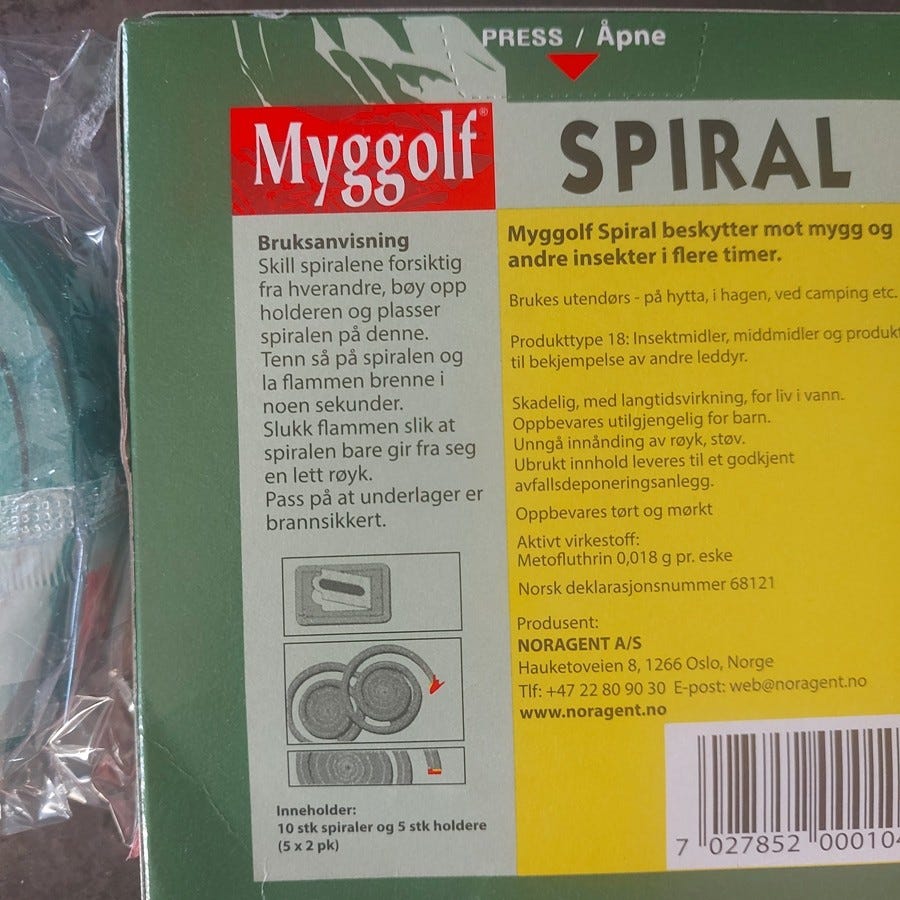 PRESS / Åpne
Myggolf®
SPIRAL
Bruksanvisning
Skill spiralene forsiktig
fra hverandre, bøy opp
holderen og plasser
spiralen på denne.
Tenn så på spiralen og
la flammen brenne i
noen sekunder.
Slukk flammen slik at
spiralen bare gir fra seg
en lett røyk.
Pass på at underlager er
brannsikkert.
Inneholder:
10 stk spiraler og 5 stk holdere
(5 x 2 pk)
Myggolf Spiral beskytter mot mygg og
andre insekter i flere timer.
Brukes utendørs - på hytta, i hagen, ved camping etc.
Produkttype 18: Insektmidler, middmidler og produkt
til bekjempelse av andre leddyr.
Skadelig, med langtidsvirkning, for liv i vann.
Oppbevares utilgjengelig for barn.
Unngå innånding av røyk, støv.
Ubrukt innhold leveres til et godkjent
avfallsdeponeringsanlegg.
Oppbevares tørt og mørkt
Aktivt virkestoff:
Metofluthrin 0,018 g pr. eske
Norsk deklarasjonsnummer 68121
Produsent:
NORAGENT A/S
Hauketoveien 8, 1266 Oslo, Norge
Tlf: +47 22 80 90 30 E-post: web@noragent.no
www.noragent.no
7 027852 000104